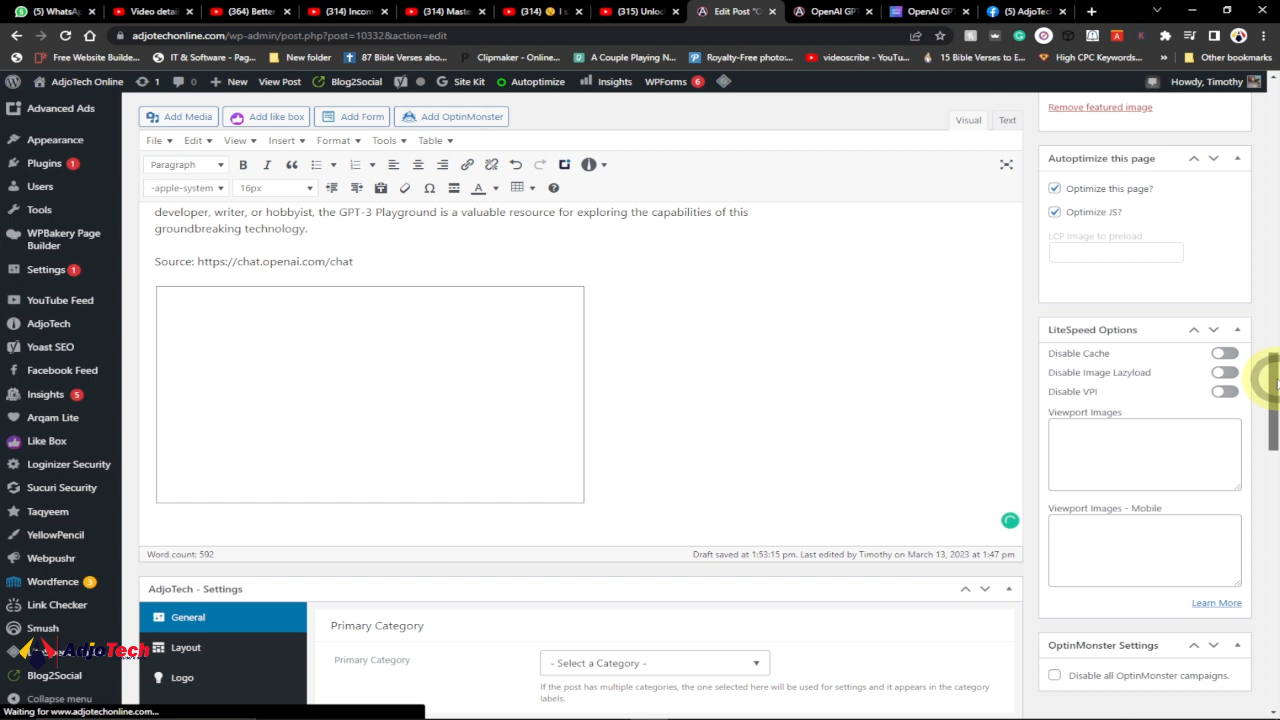 (5) WhatsA
Video detail
(364) Better
(314) Incom
(314) Maste
(314)
I s
(315) Unloc
Edit Post "O
OpenAI GPT
OpenAI GPT
(5) AdjoTec
adjotechonline.com/wp-admin/post.php?post=10332&action=edit
Free Website Builde...
IT & Software - Pag...
New folder
87 Bible Verses abo...
Clipmaker - Online...
A Couple Playing N...
Royalty-Free photo:...
videoscribe - YouTu...
15 Bible Verses to E...
High CPC Keywords...
Other bookmarks
AdjoTech Online
1
0
New
View Post
Blog2Social
Site Kit
Autoptimize
Insights
WPForms 6
Howdy, Timothy
Advanced Ads
Appearance
Plugins 1
Users
Tools
WPBakery Page
Builder
Settings 1
YouTube Feed
AdjoTech
Yoast SEO
Facebook Feed
Insights 5
Arqam Lite
Like Box
Loginizer Security
Sucuri Security
Taqyeem
YellowPencil
Webpushr
Wordfence 3
Link Checker
Smush
AdjoTech
Blog2Social
Collapse menu
Waiting for www.adjotechonline.com...
Add Media
Add like box
Add Form
Add OptinMonster
Visual
Text
File
Edit
View
Insert
Format
Tools
Table
Paragraph
-apple-system
16px
developer, writer, or hobbyist, the GPT-3 Playground is a valuable resource for exploring the capabilities of this
groundbreaking technology.
Source: https://chat.openai.com/chat
Word count: 592
Draft saved at 1:53:15 pm. Last edited by Timothy on March 13, 2023 at 1:47 pm
AdjoTech - Settings
General
Layout
Logo
Primary Category
Primary Category
- Select a Category -
If the post has multiple categories, the one selected here will be used for settings and it appears in the category
labels.
Remove featured image
Autoptimize this page
Optimize this page?
Optimize JS?
LCP Image to preload
LiteSpeed Options
Disable Cache
Disable Image Lazyload
Disable VPI
Viewport Images
Viewport Images - Mobile
Learn More
OptinMonster Settings
Disable all OptinMonster campaigns.